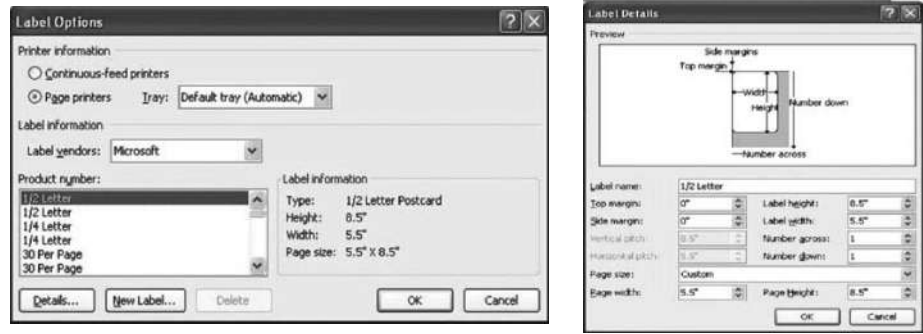 Label Options
Printer information
Continuous-feed printers
Page printers Tray: Default tray (Automatic)
Label information
Label vendors: Microsoft
Product number:
1/2 Letter
1/2 Letter
1/4 Letter
1/4 Letter
30 Per Page
30 Per Page
Label information
Type: 1/2 Letter Postcard
Height: 8.5"
Width: 5.5"
Page size: 5.5" X 8.5"
Details... New Label... Delete OK Cancel
Label Details
Preview
Side margins
Top margin
Width
Height
Number down
Number across
Label name: 1/2 Letter
Top margin: 0" Label height: 8.5"
Side margin: 0" Label width: 5.5"
Vertical pitch: 8.5" Number across: 1
Horizontal pitch: 5.5" Number down: 1
Page size: Custom
Page width: 5.5" Page Height: 8.5"
OK Cancel